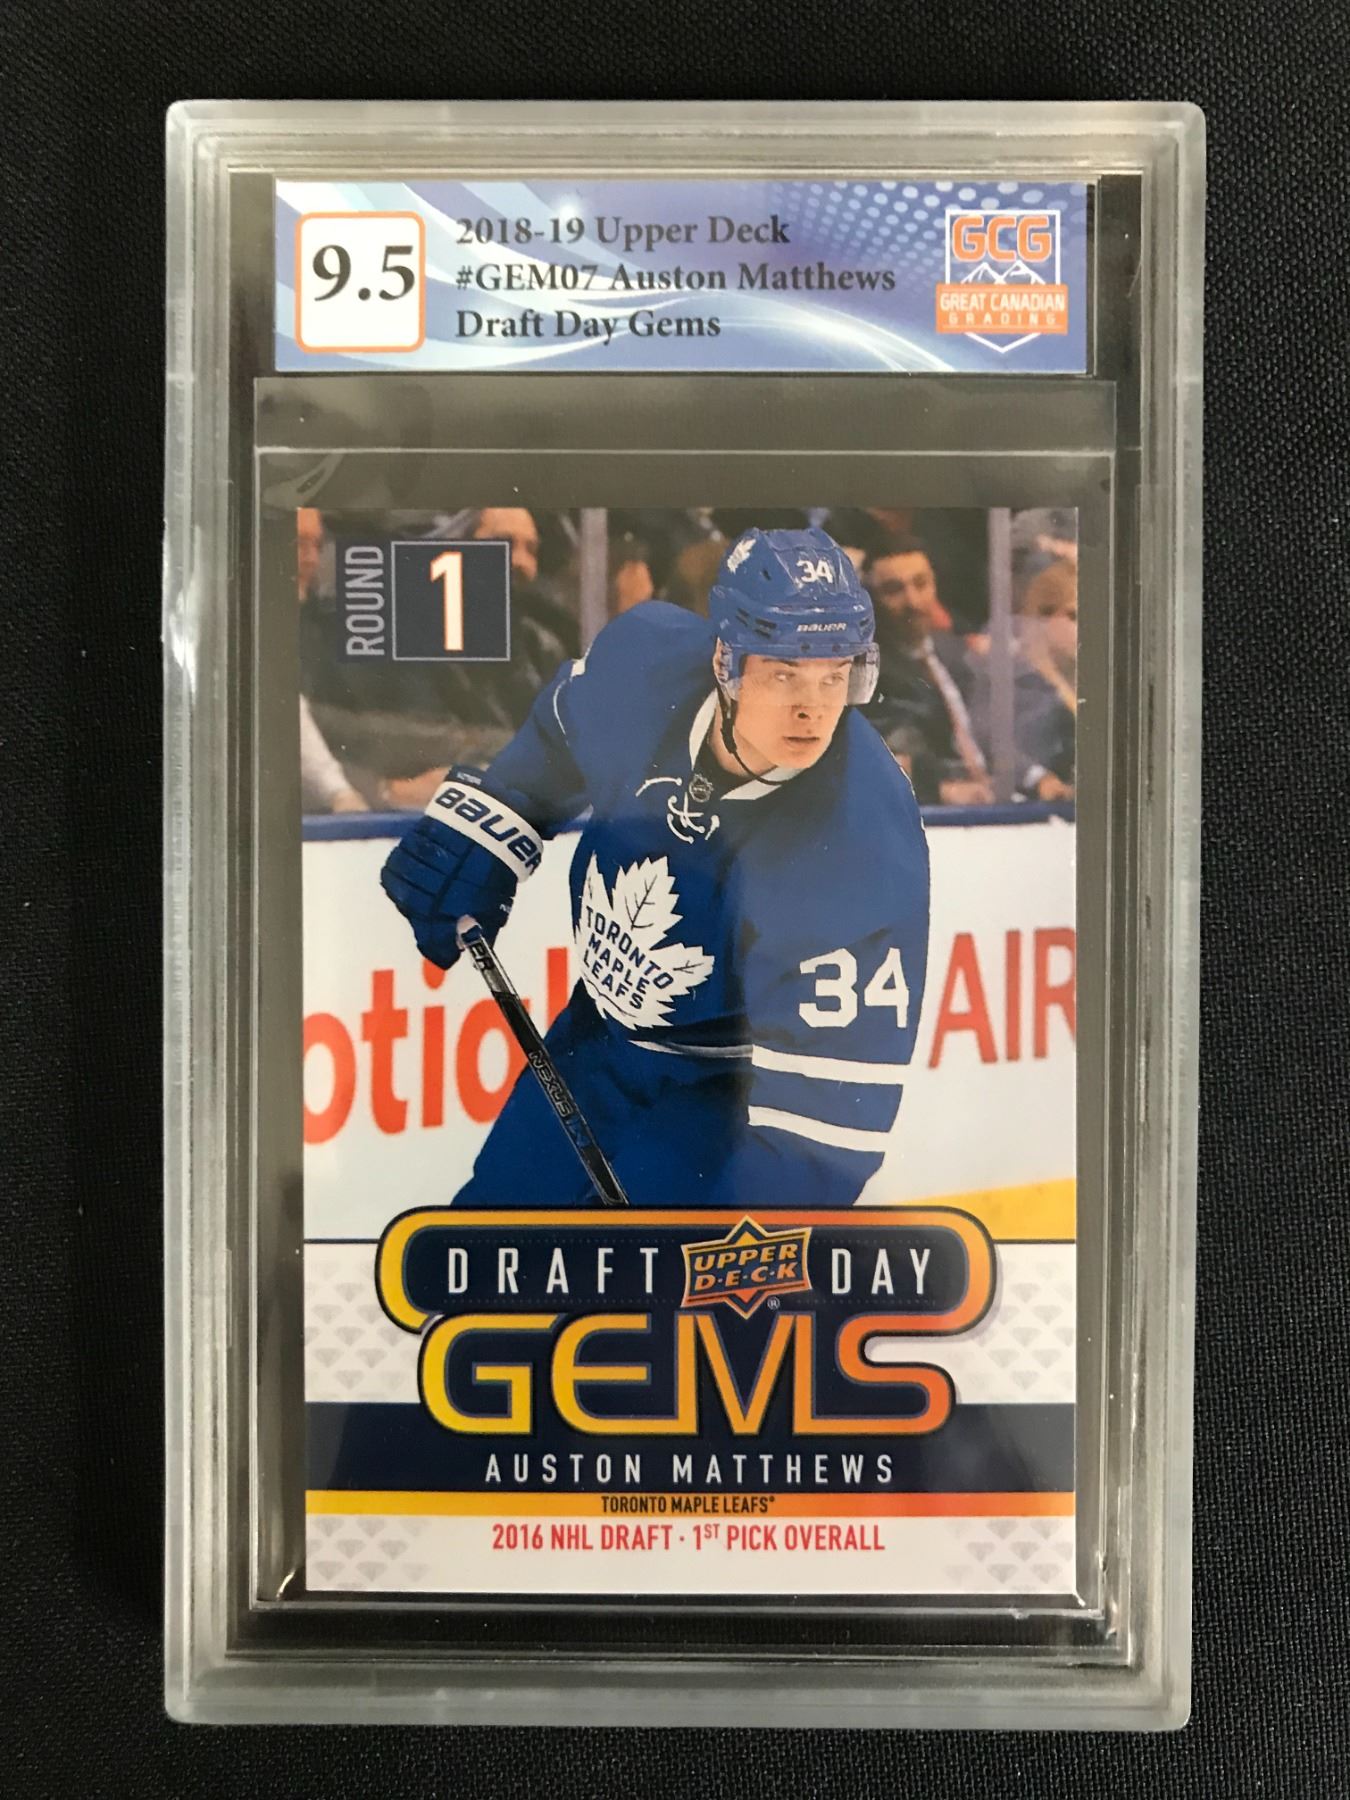 9.5
2018-19 Upper Deck
#GEM07 Auston Matthews
Draft Day Gems
GCG
GREAT CANADIAN
GRADING
ROUND
1
34
BAUER
BAUER
TORONTO
MAPLE
LEAFS
34
otia
AIR
NEXUS
DRAFT UPPER DECK ® DAY
GEMS
AUSTON MATTHEWS
TORONTO MAPLE LEAFS®
2016 NHL DRAFT · 1ST PICK OVERALL